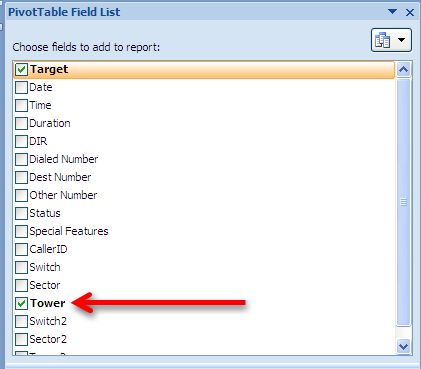 PivotTable Field List
Choose fields to add to report:
Target
Date
Time
Duration
DIR
Dialed Number
Dest Number
Other Number
Status
Special Features
CallerID
Switch
Sector
Tower
Switch2
Sector2